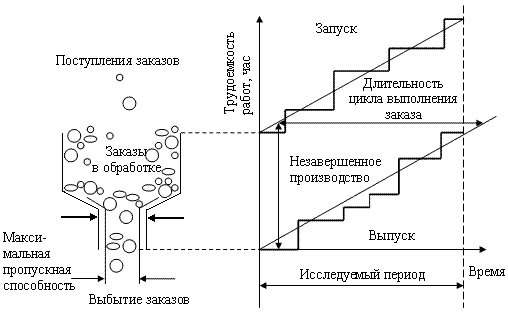 Поступления заказов
Заказы
в обработке
Макси-
мальная
пропускная
способность
Выбытие заказов
Трудоемкость
работ, час
Запуск
Длительность
цикла выполнения
заказа
Незавершенное
производство
Выпуск
Исследуемый период
Время